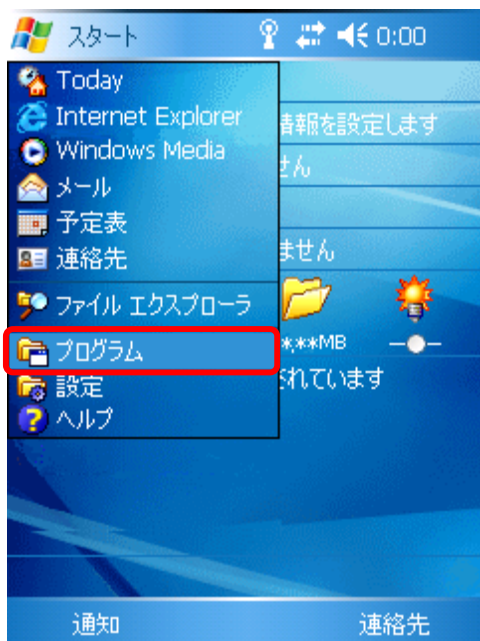 スタート 0:00
Today
Internet Explorer
Windows Media
メール
予定表
連絡先
ファイル エクスプローラ
プログラム
設定
ヘルプ
情報を設定します
せん
ません
*.**MB
されています
通知 連絡先